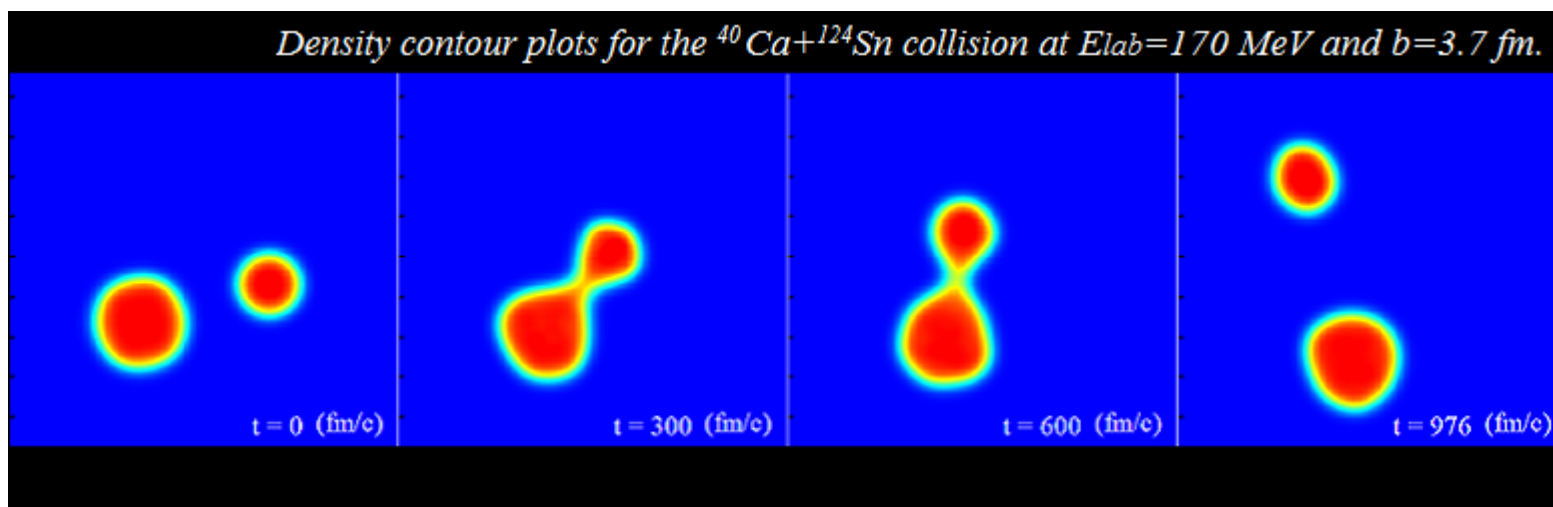 Density contour plots for the ⁴⁰Ca+¹²⁴Sn collision at Elab=170 MeV and b=3.7 fm.
t = 0 (fm/c)
t = 300 (fm/c)
t = 600 (fm/c)
t = 976 (fm/c)